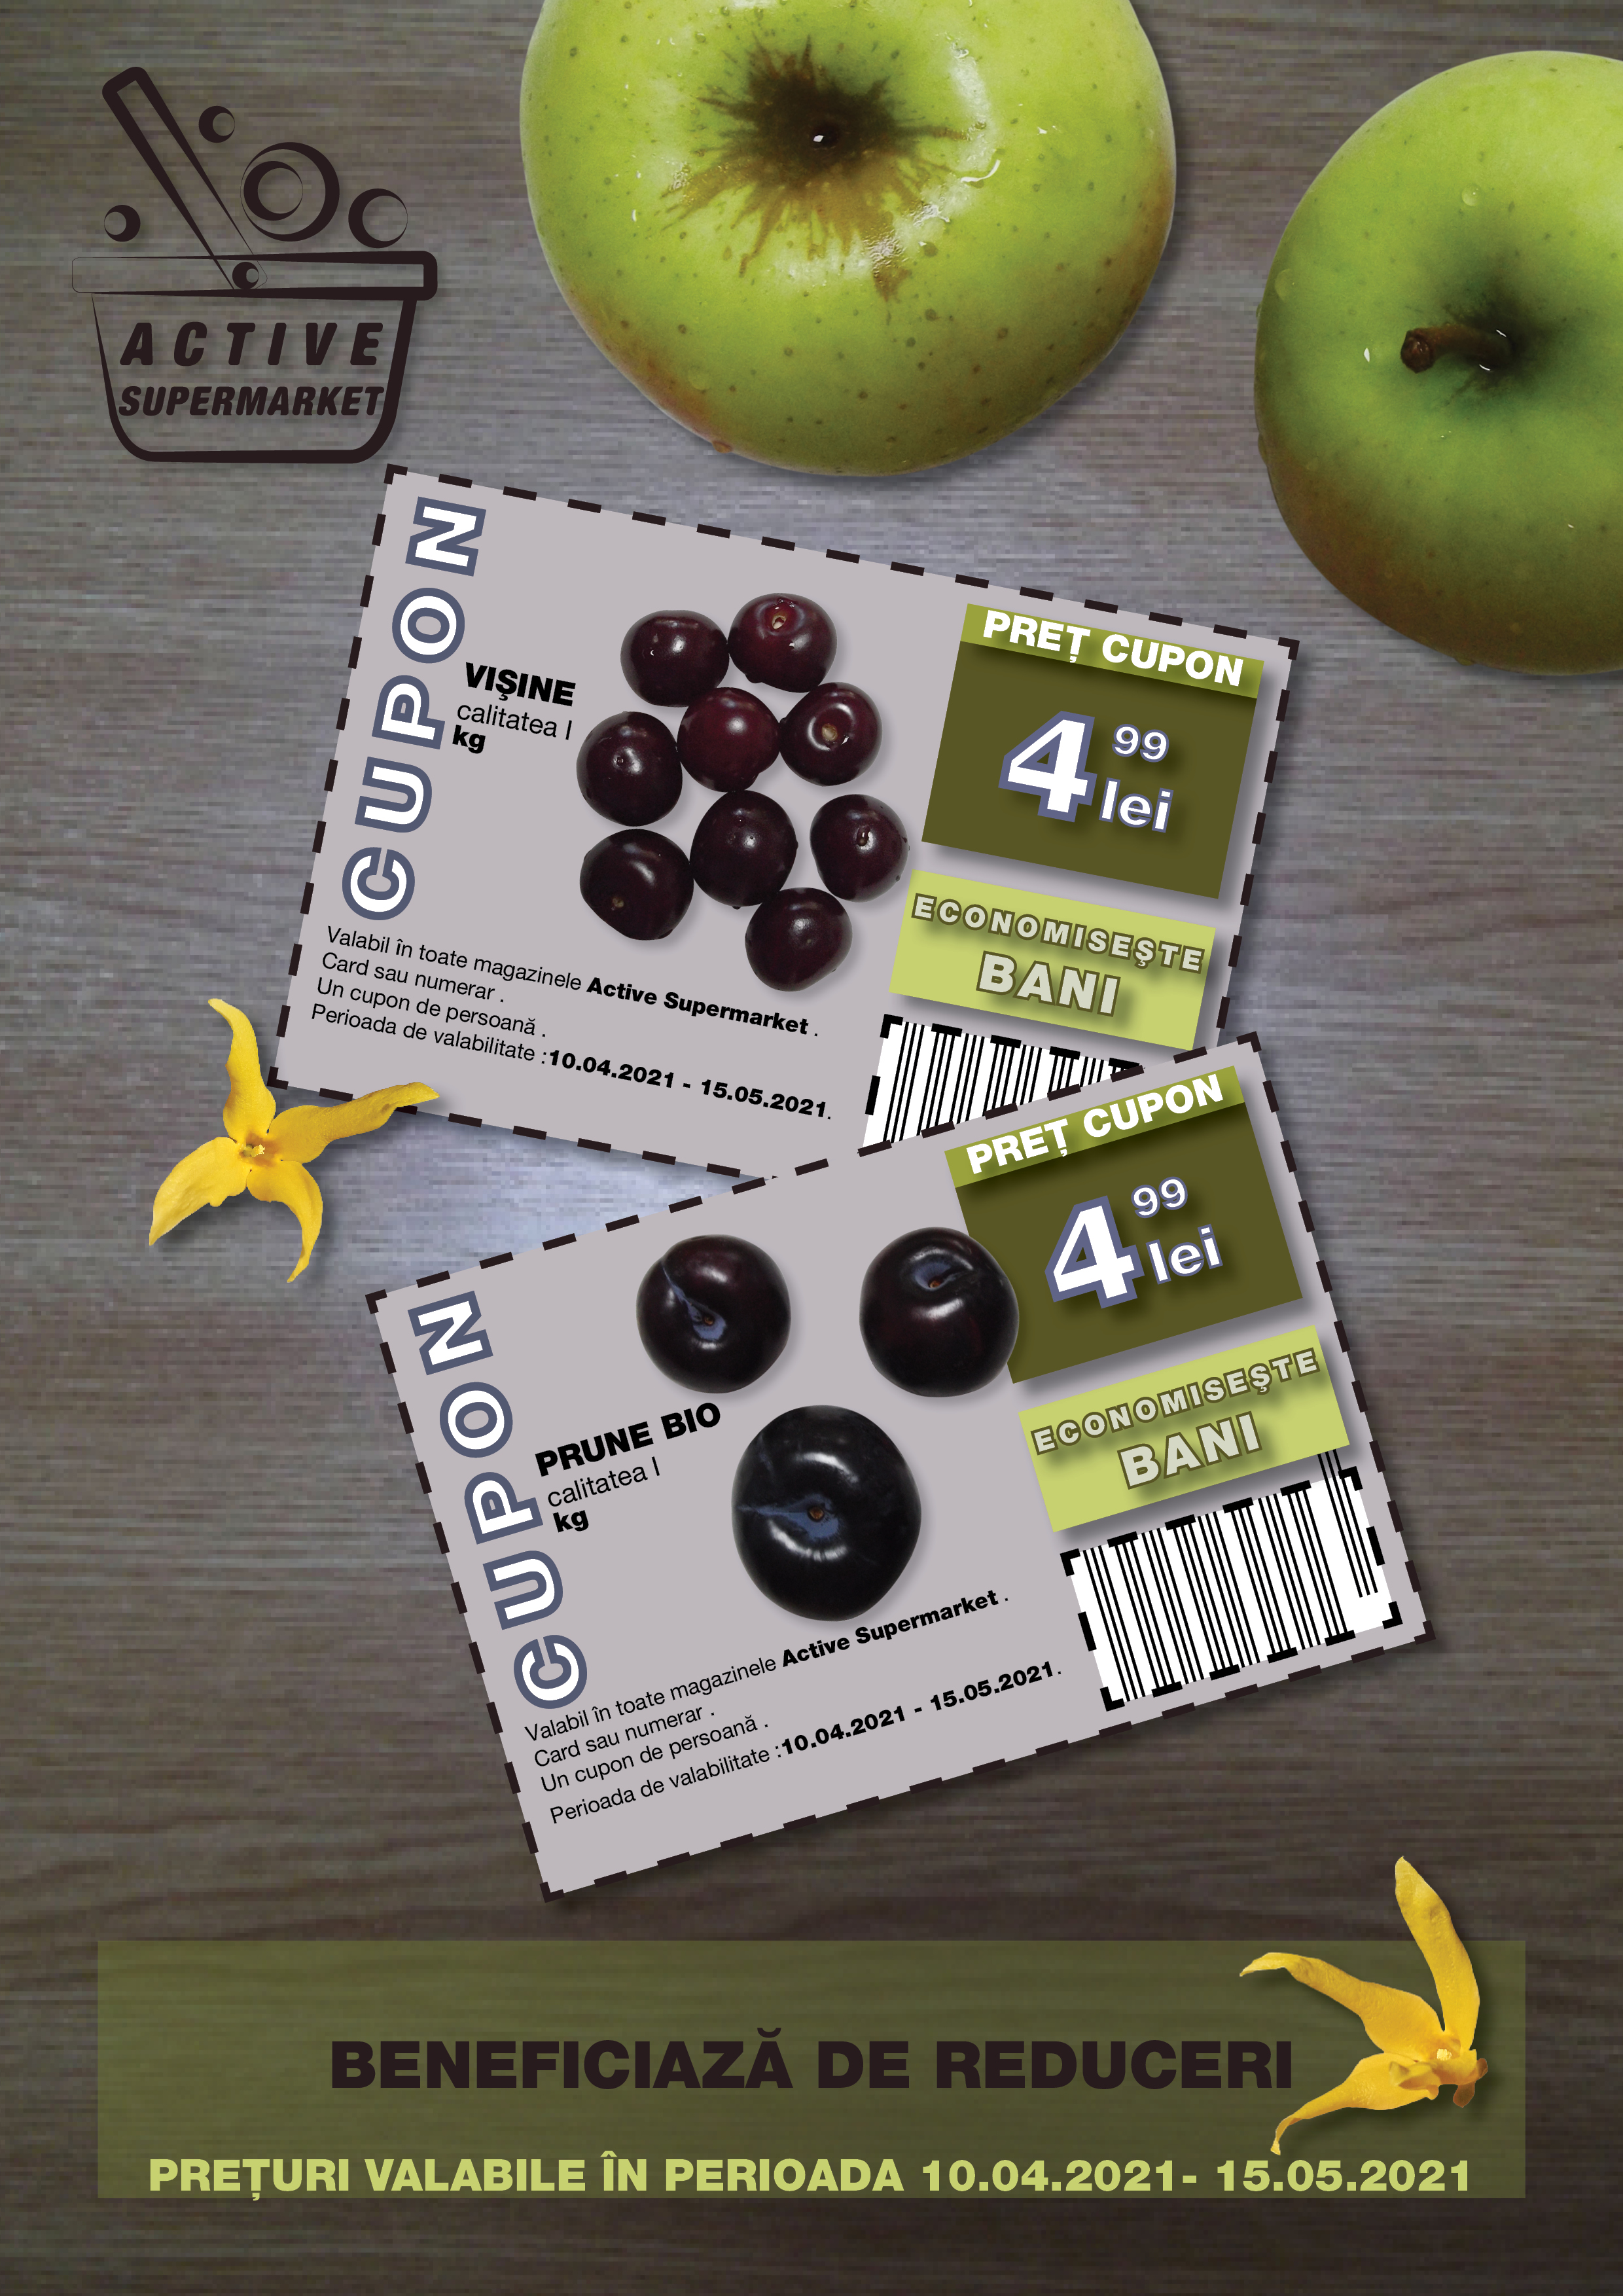 ACTIVE
SUPERMARKET
CUPON
VIŞINE
calitatea I
kg
PREȚ CUPON
4 99
lei
ECONOMISEŞTE
BANI
Valabil în toate magazinele Active Supermarket .
Card sau numerar .
Un cupon de persoană .
Perioada de valabilitate :10.04.2021 - 15.05.2021.
CUPON
PRUNE BIO
calitatea I
kg
PREȚ CUPON
4 99
lei
ECONOMISEŞTE
BANI
Valabil în toate magazinele Active Supermarket .
Card sau numerar .
Un cupon de persoană .
Perioada de valabilitate :10.04.2021 - 15.05.2021.
BENEFICIAZĂ DE REDUCERI
PREȚURI VALABILE ÎN PERIOADA 10.04.2021- 15.05.2021